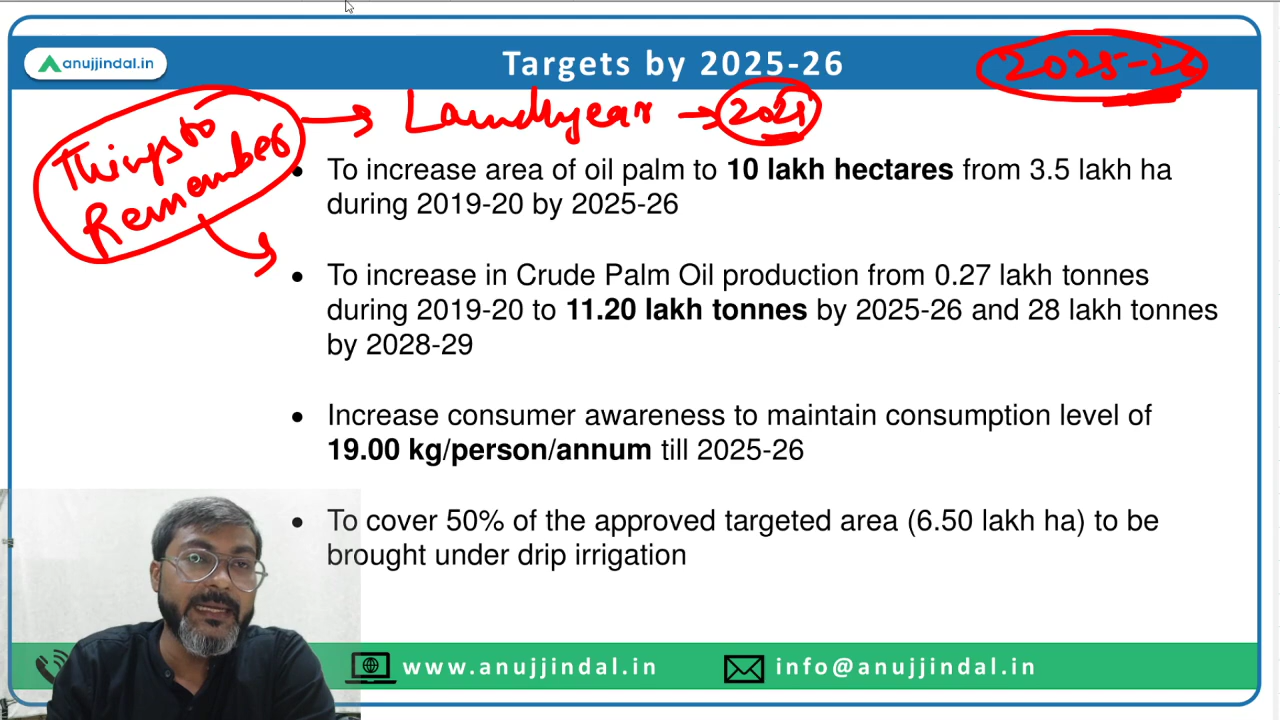 anujjindal.in
Targets by 2025-26
2025-26
Things to
Remember
Launch year → 2021
• To increase area of oil palm to 10 lakh hectares from 3.5 lakh ha
during 2019-20 by 2025-26
• To increase in Crude Palm Oil production from 0.27 lakh tonnes
during 2019-20 to 11.20 lakh tonnes by 2025-26 and 28 lakh tonnes
by 2028-29
• Increase consumer awareness to maintain consumption level of
19.00 kg/person/annum till 2025-26
• To cover 50% of the approved targeted area (6.50 lakh ha) to be
brought under drip irrigation
www.anujjindal.in
info@anujjindal.in